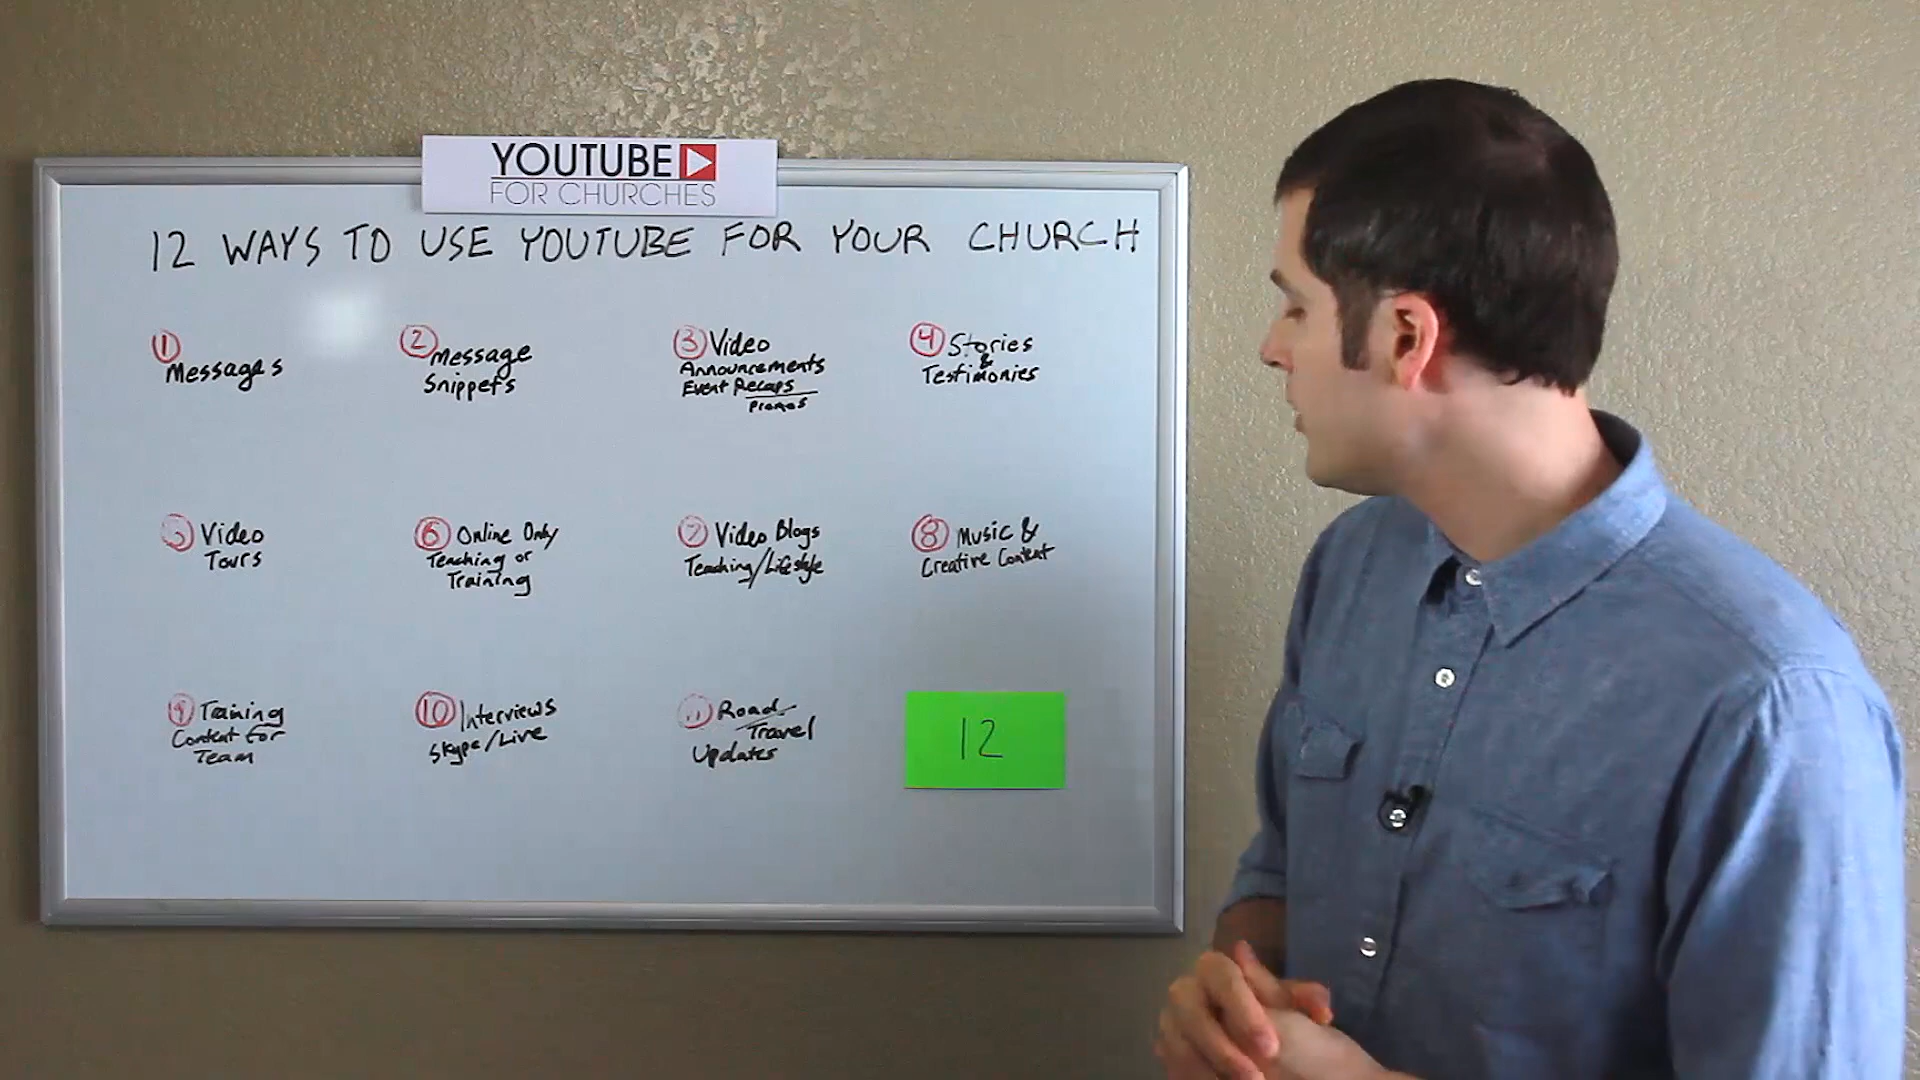 YOUTUBE
FOR CHURCHES
12 WAYS TO USE YOUTUBE FOR YOUR CHURCH
1
Messages
2 Message
Snippets
3 Video
Announcements
Event Recaps
Promos
4 Stories
&
Testimonies
5 Video
Tours
6 Online Only
Teaching or
Training
7 Video Blogs
Teaching/Lifestyle
8 Music &
Creative Content
9 Training
Content for
Team
10 Interviews
Skype/Live
11 Road
Travel
Updates
12